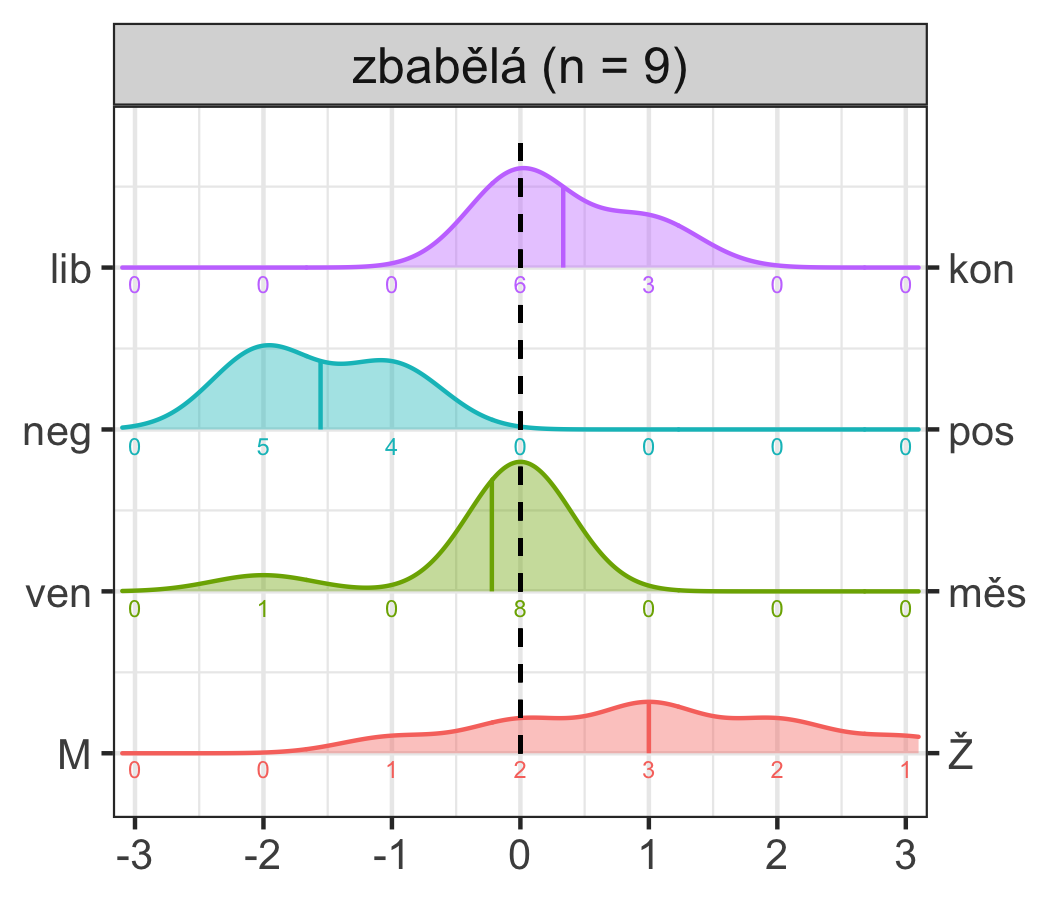 zbabělá (n = 9)
lib kon
0 0 0 6 3 0 0
neg pos
0 5 4 0 0 0 0
ven měs
0 1 0 8 0 0 0
M Ž
0 0 1 2 3 2 1
-3 -2 -1 0 1 2 3